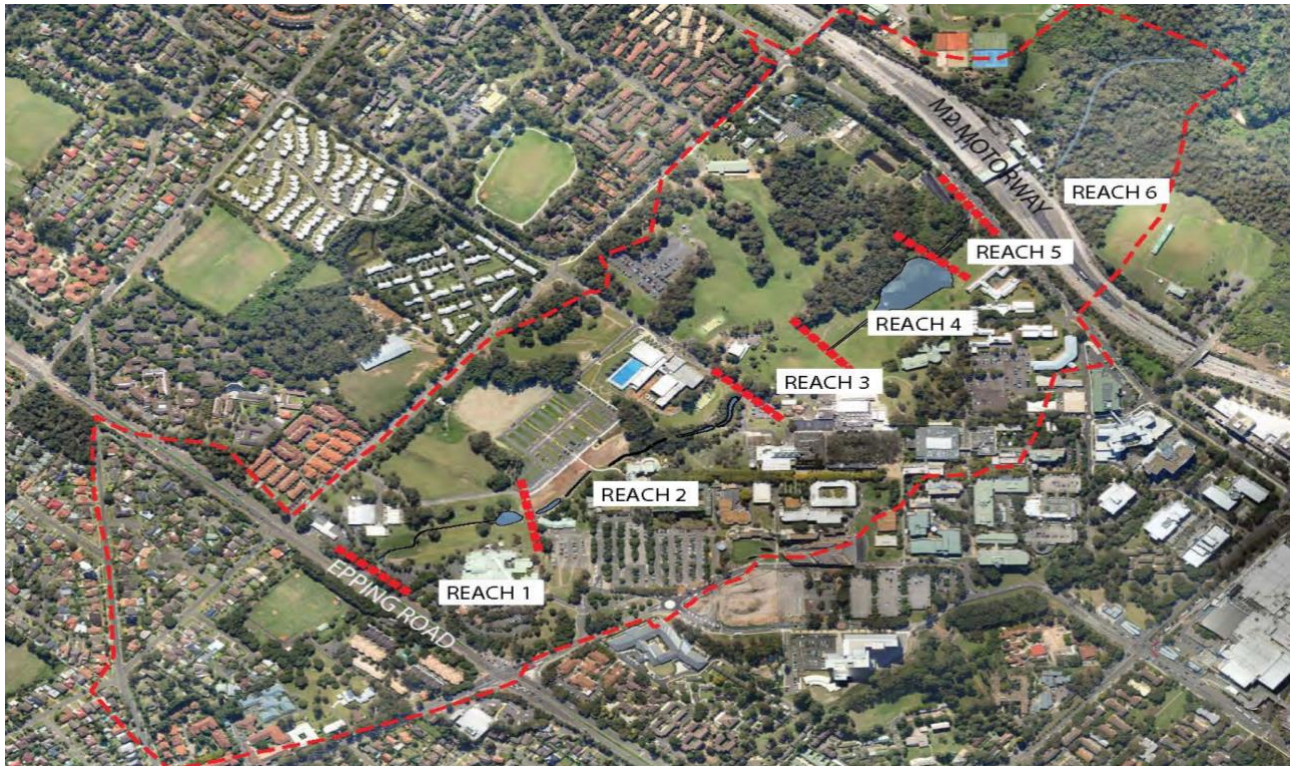 M2 MOTORWAY
REACH 6
REACH 5
REACH 4
REACH 3
REACH 2
REACH 1
EPPING ROAD